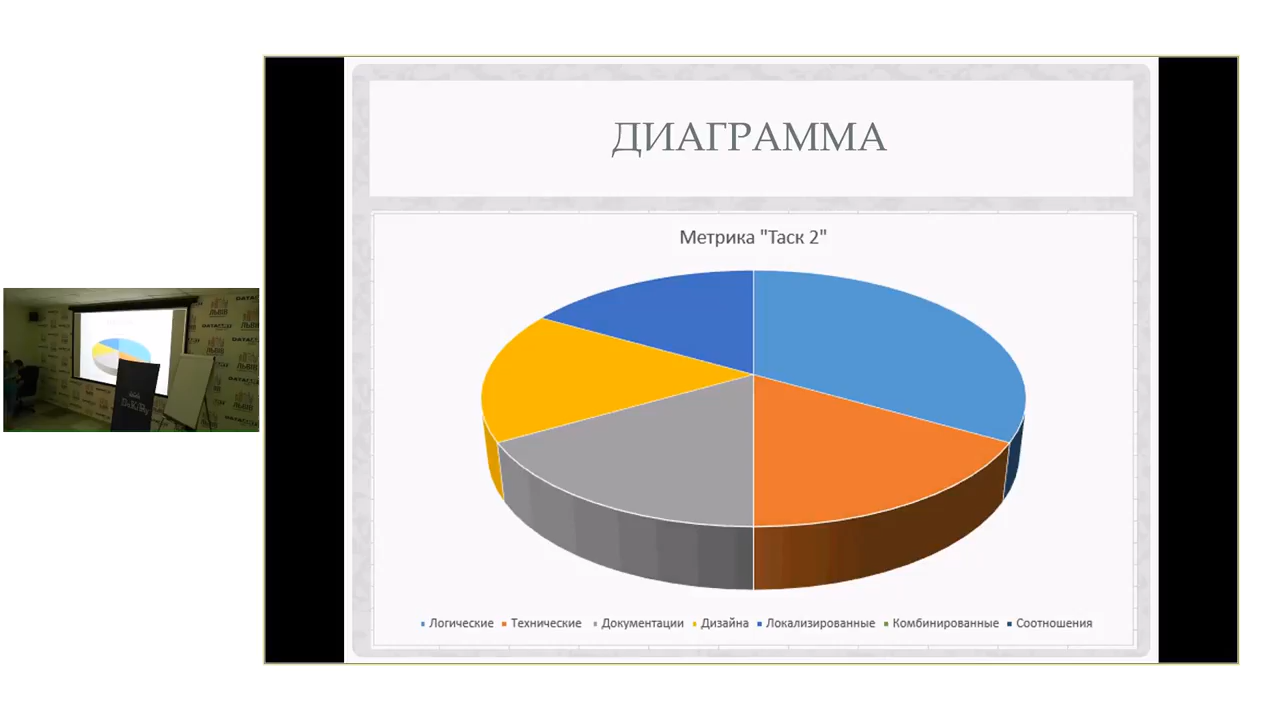 ДИАГРАММА
Метрика "Таск 2"
Логические Технические Документации Дизайна Локализированные Комбинированные Соотношения